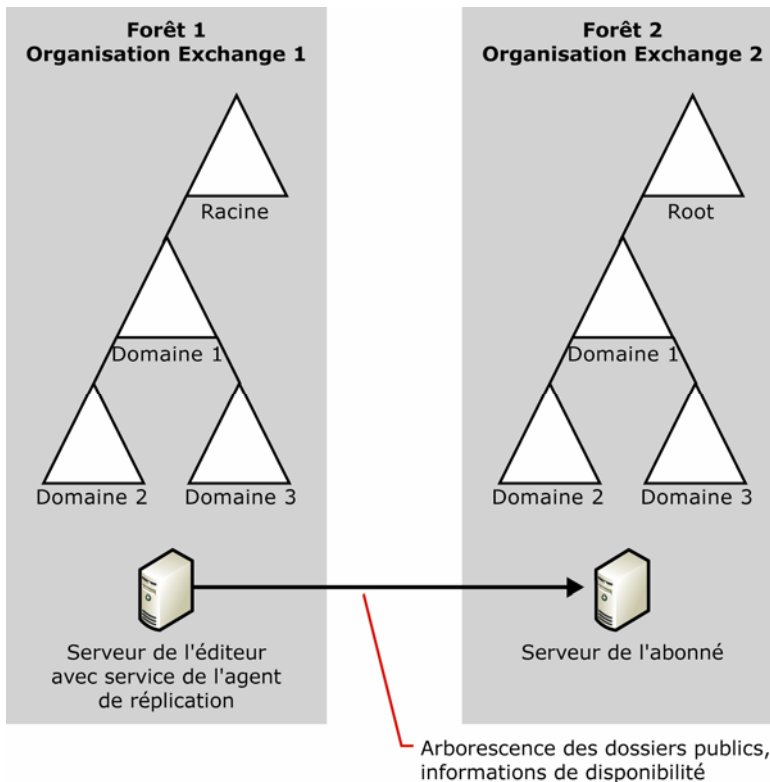 Forêt 1
Organisation Exchange 1
Racine
Domaine 1
Domaine 2
Domaine 3
Serveur de l'éditeur
avec service de l'agent
de réplication
Forêt 2
Organisation Exchange 2
Root
Domaine 1
Domaine 2
Domaine 3
Serveur de l'abonné
Arborescence des dossiers publics,
informations de disponibilité